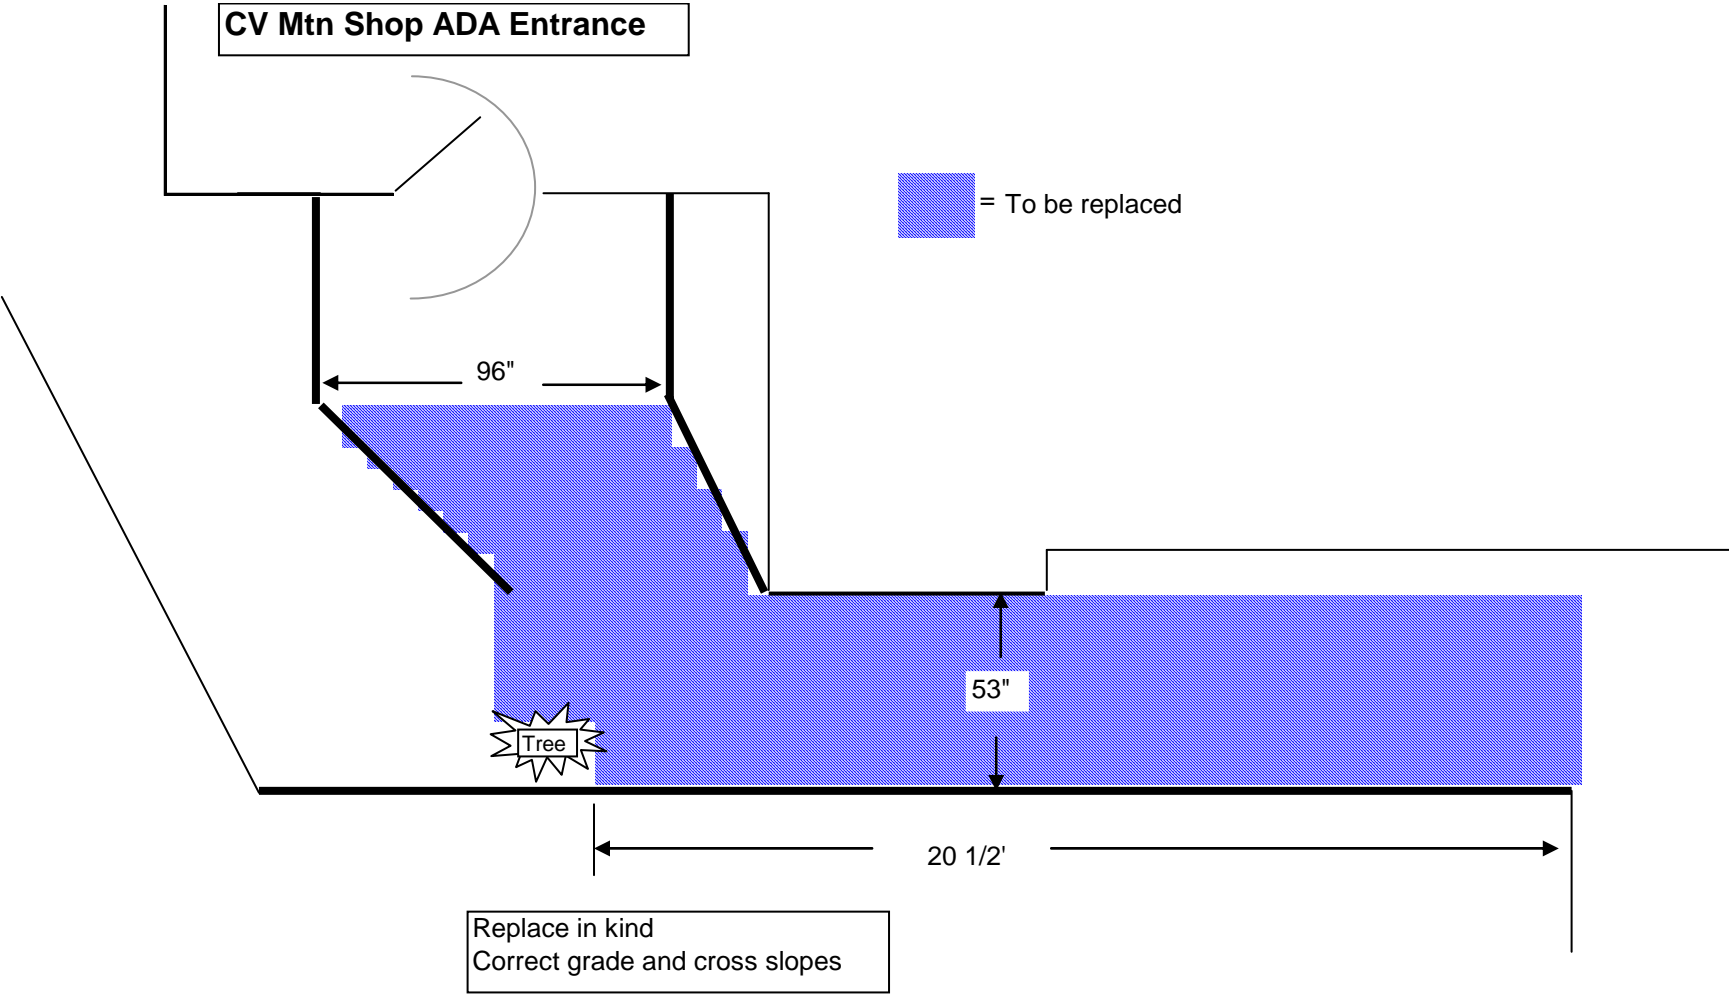 CV Mtn Shop ADA Entrance
= To be replaced
96"
53"
Tree
20 1/2'
Replace in kind
Correct grade and cross slopes